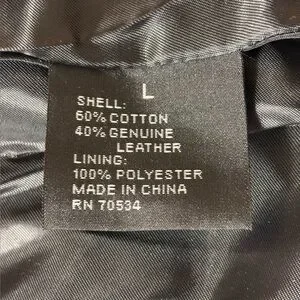 L
SHELL:
60% COTTON
40% GENUINE
LEATHER
LINING:
100% POLYESTER
MADE IN CHINA
RN 70534